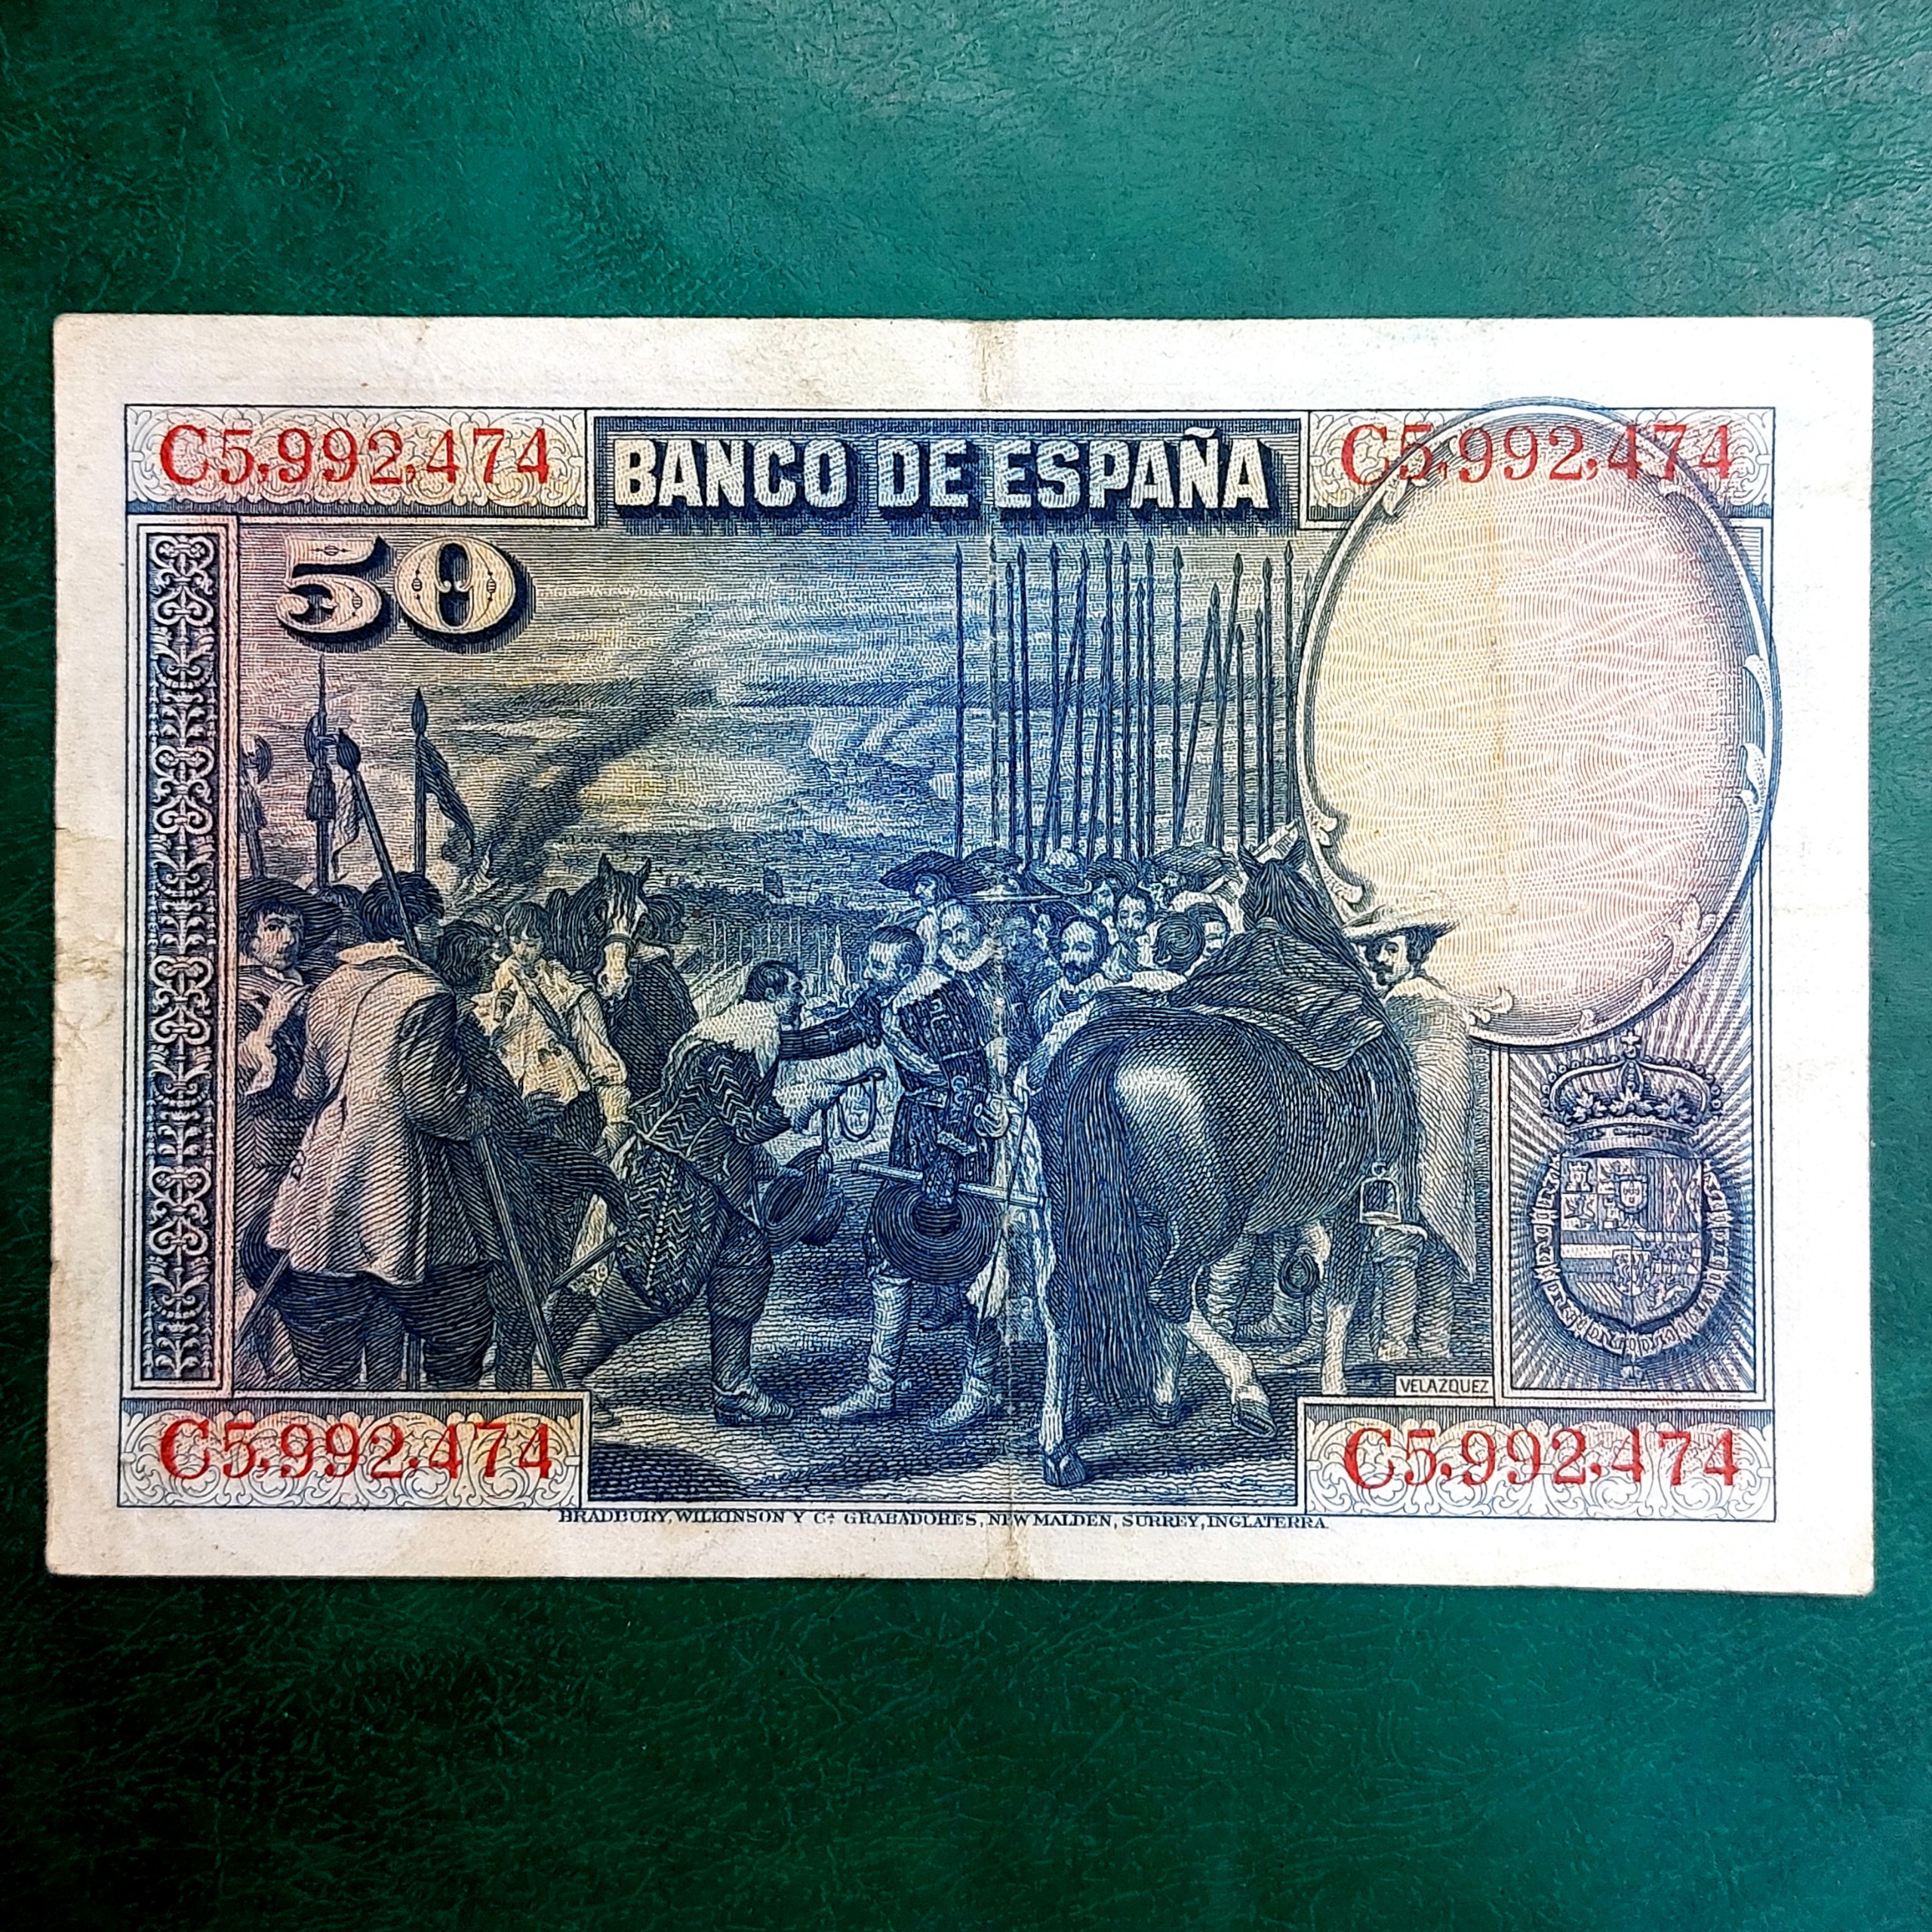 C5,992,474
BANCO DE ESPAÑA
C5,992,474
50
VELAZQUEZ
C5,992,474
C5,992,474
BRADBURY, WILKINSON Y Cª GRABADORES, NEW MALDEN, SURREY, INGLATERRA